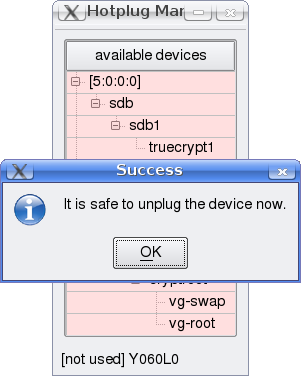 Hotplug Mar
available devices
[5:0:0:0]
sdb
sdb1
truecrypt1
Success
It is safe to unplug the device now.
OK
vg-swap
vg-root
[not used] Y060L0